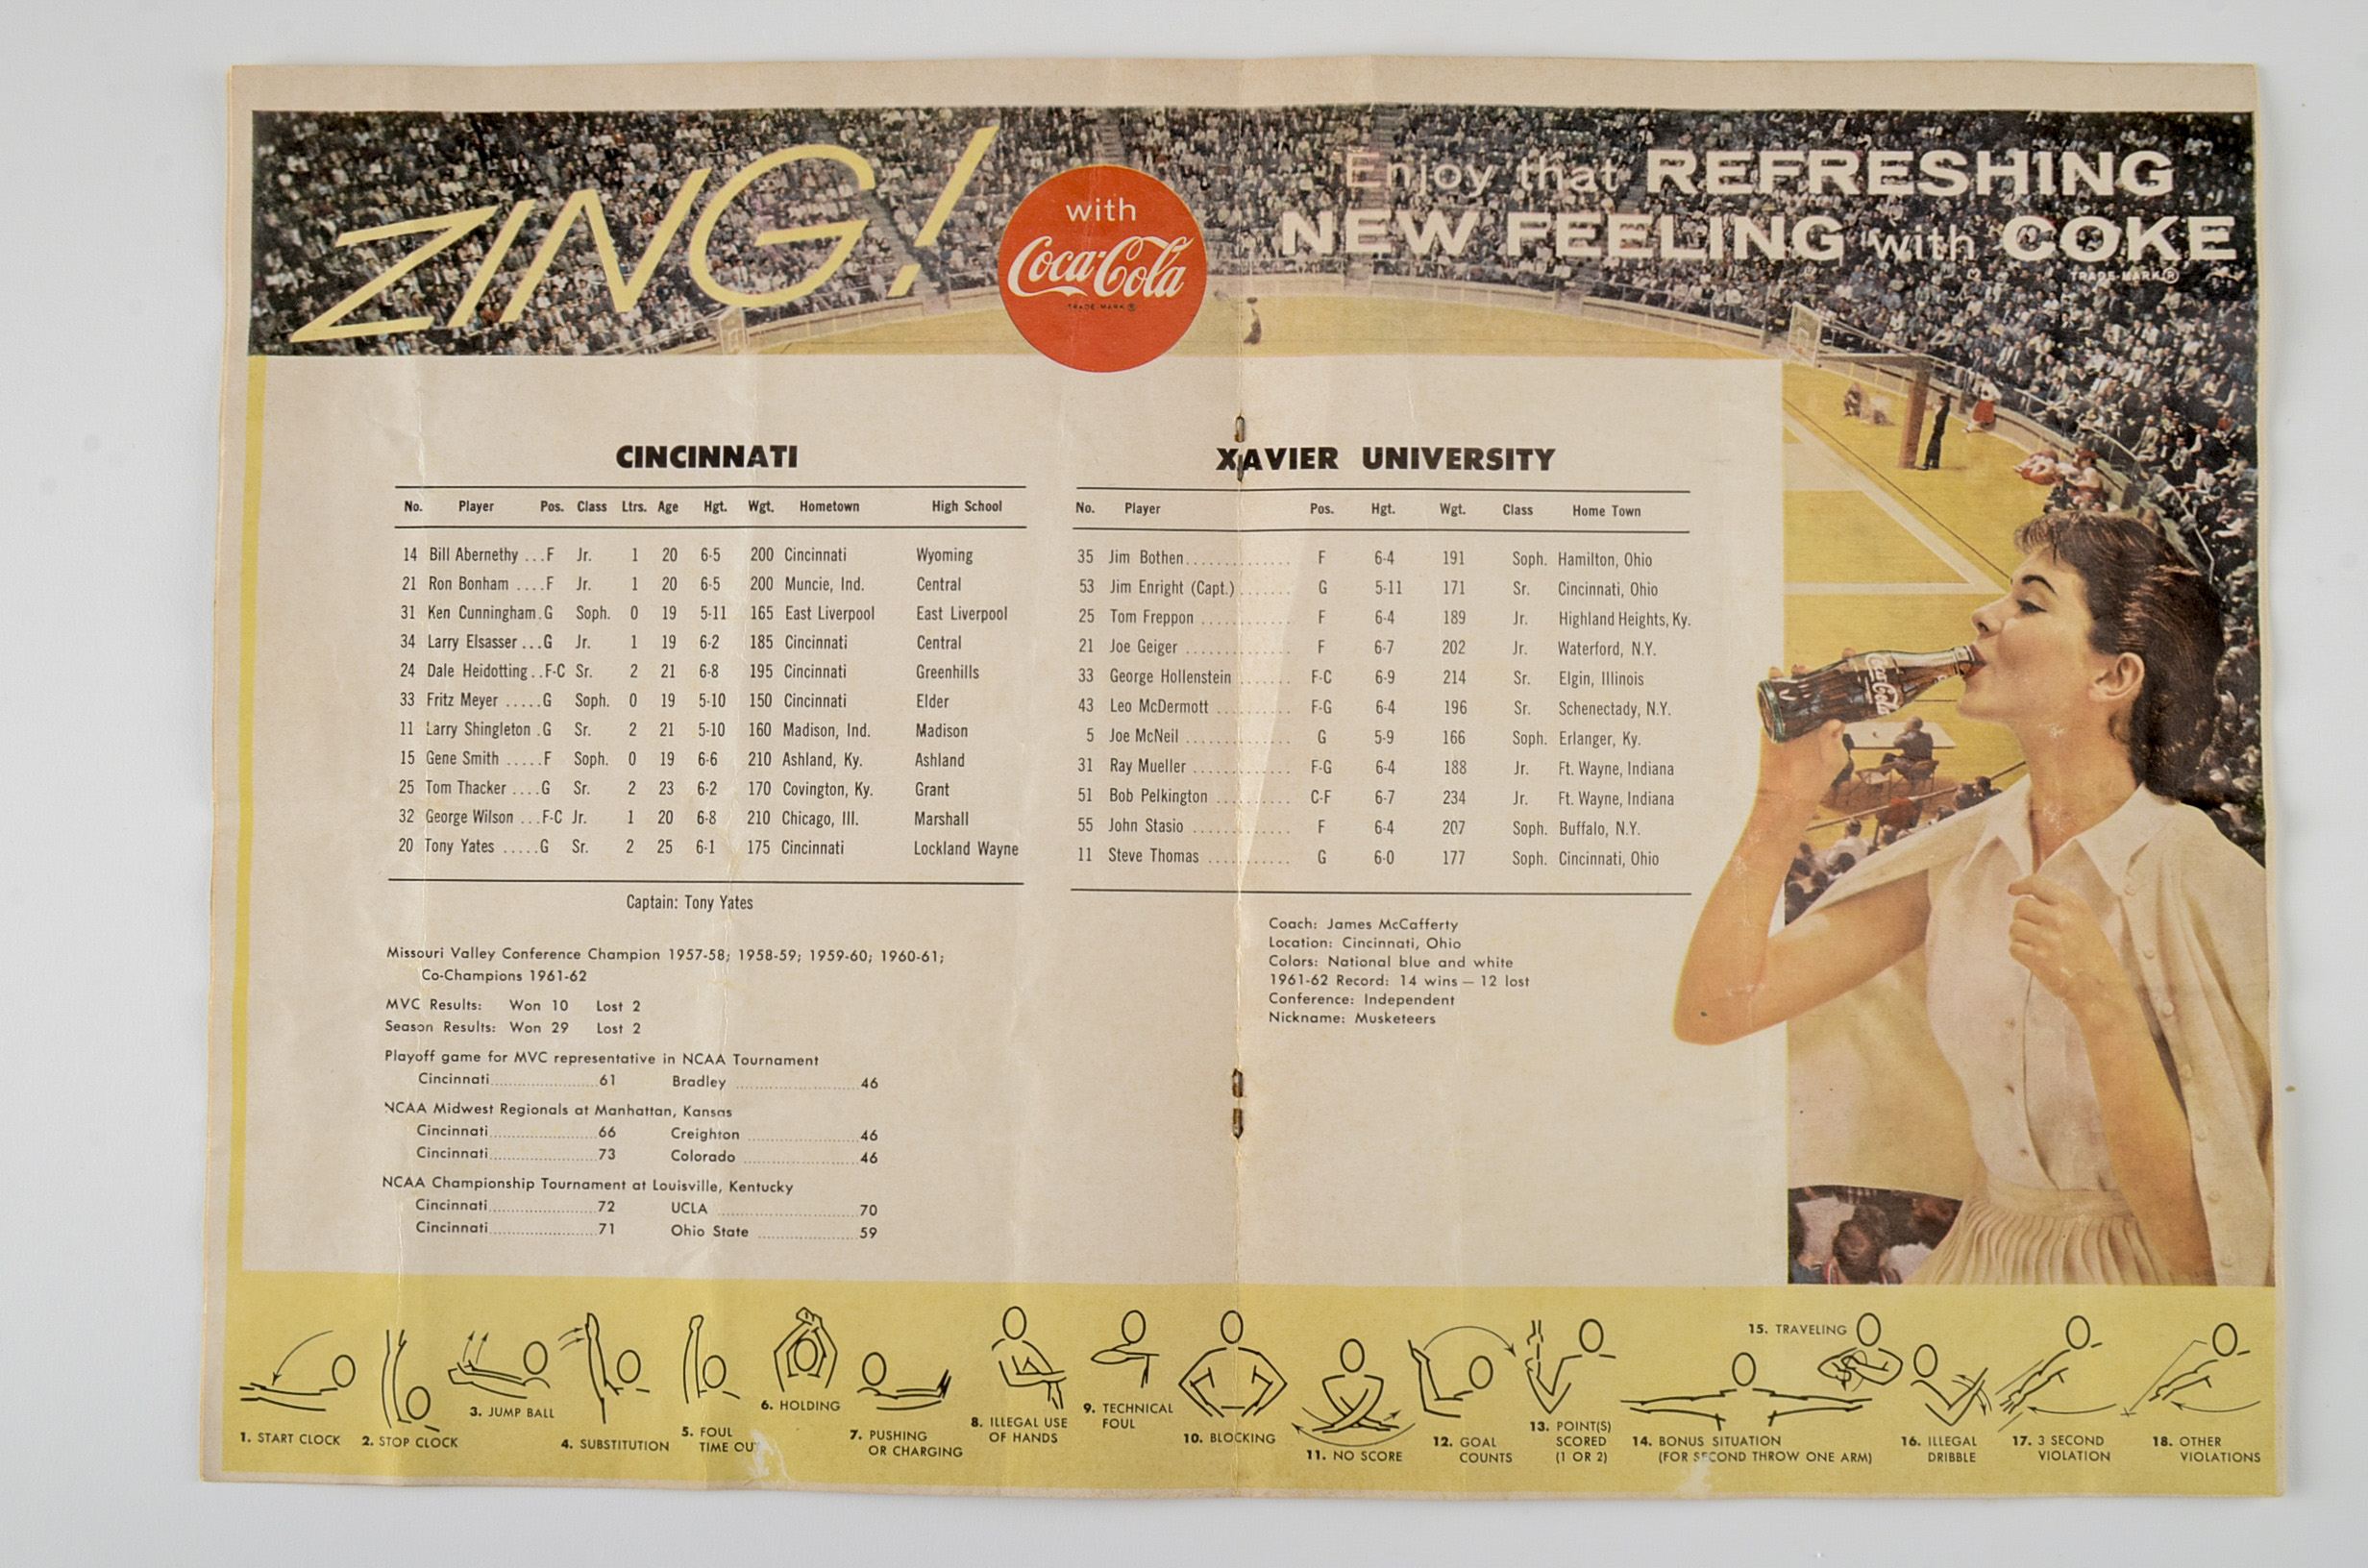 ZING!
with
Coca-Cola
TRADE MARK ®
Enjoy that REFRESHING
NEW FEELING with COKE
TRADE-MARK ®
CINCINNATI
No. Player Pos. Class Ltrs. Age Hgt. Wgt. Hometown High School
14 Bill Abernethy ...F Jr. 1 20 6-5 200 Cincinnati Wyoming
21 Ron Bonham ....F Jr. 1 20 6-5 200 Muncie, Ind. Central
31 Ken Cunningham.G Soph. 0 19 5-11 165 East Liverpool East Liverpool
34 Larry Elsasser ...G Jr. 1 19 6-2 185 Cincinnati Central
24 Dale Heidotting..F-C Sr. 2 21 6-8 195 Cincinnati Greenhills
33 Fritz Meyer .....G Soph. 0 19 5-10 150 Cincinnati Elder
11 Larry Shingleton .G Sr. 2 21 5-10 160 Madison, Ind. Madison
15 Gene Smith .....F Soph. 0 19 6-6 210 Ashland, Ky. Ashland
25 Tom Thacker ....G Sr. 2 23 6-2 170 Covington, Ky. Grant
32 George Wilson ...F-C Jr. 1 20 6-8 210 Chicago, Ill. Marshall
20 Tony Yates .....G Sr. 2 25 6-1 175 Cincinnati Lockland Wayne
Captain: Tony Yates
Missouri Valley Conference Champion 1957-58; 1958-59; 1959-60; 1960-61;
Co-Champions 1961-62
MVC Results: Won 10 Lost 2
Season Results: Won 29 Lost 2
Playoff game for MVC representative in NCAA Tournament
Cincinnati..........................61 Bradley ..............................46
NCAA Midwest Regionals at Manhattan, Kansas
Cincinnati..........................66 Creighton ...........................46
Cincinnati..........................73 Colorado ............................46
NCAA Championship Tournament at Louisville, Kentucky
Cincinnati..........................72 UCLA ..................................70
Cincinnati..........................71 Ohio State .........................59
XAVIER UNIVERSITY
No. Player Pos. Hgt. Wgt. Class Home Town
35 Jim Bothen............... F 6-4 191 Soph. Hamilton, Ohio
53 Jim Enright (Capt.)....... G 5-11 171 Sr. Cincinnati, Ohio
25 Tom Freppon ............. F 6-4 189 Jr. Highland Heights, Ky.
21 Joe Geiger .............. F 6-7 202 Jr. Waterford, N.Y.
33 George Hollenstein ....... F-C 6-9 214 Sr. Elgin, Illinois
43 Leo McDermott ........... F-G 6-4 196 Sr. Schenectady, N.Y.
5 Joe McNeil .............. G 5-9 166 Soph. Erlanger, Ky.
31 Ray Mueller ............. F-G 6-4 188 Jr. Ft. Wayne, Indiana
51 Bob Pelkington .......... C-F 6-7 234 Jr. Ft. Wayne, Indiana
55 John Stasio ............. F 6-4 207 Soph. Buffalo, N.Y.
11 Steve Thomas ........... G 6-0 177 Soph. Cincinnati, Ohio
Coach: James McCafferty
Location: Cincinnati, Ohio
Colors: National blue and white
1961-62 Record: 14 wins — 12 lost
Conference: Independent
Nickname: Musketeers
Coca-Cola
1. START CLOCK
2. STOP CLOCK
3. JUMP BALL
4. SUBSTITUTION
5. FOUL
TIME OUT
6. HOLDING
7. PUSHING
OR CHARGING
8. ILLEGAL USE
OF HANDS
9. TECHNICAL
FOUL
10. BLOCKING
11. NO SCORE
12. GOAL
COUNTS
13. POINT(S)
SCORED
(1 OR 2)
14. BONUS SITUATION
(FOR SECOND THROW ONE ARM)
15. TRAVELING
16. ILLEGAL
DRIBBLE
17. 3 SECOND
VIOLATION
18. OTHER
VIOLATIONS